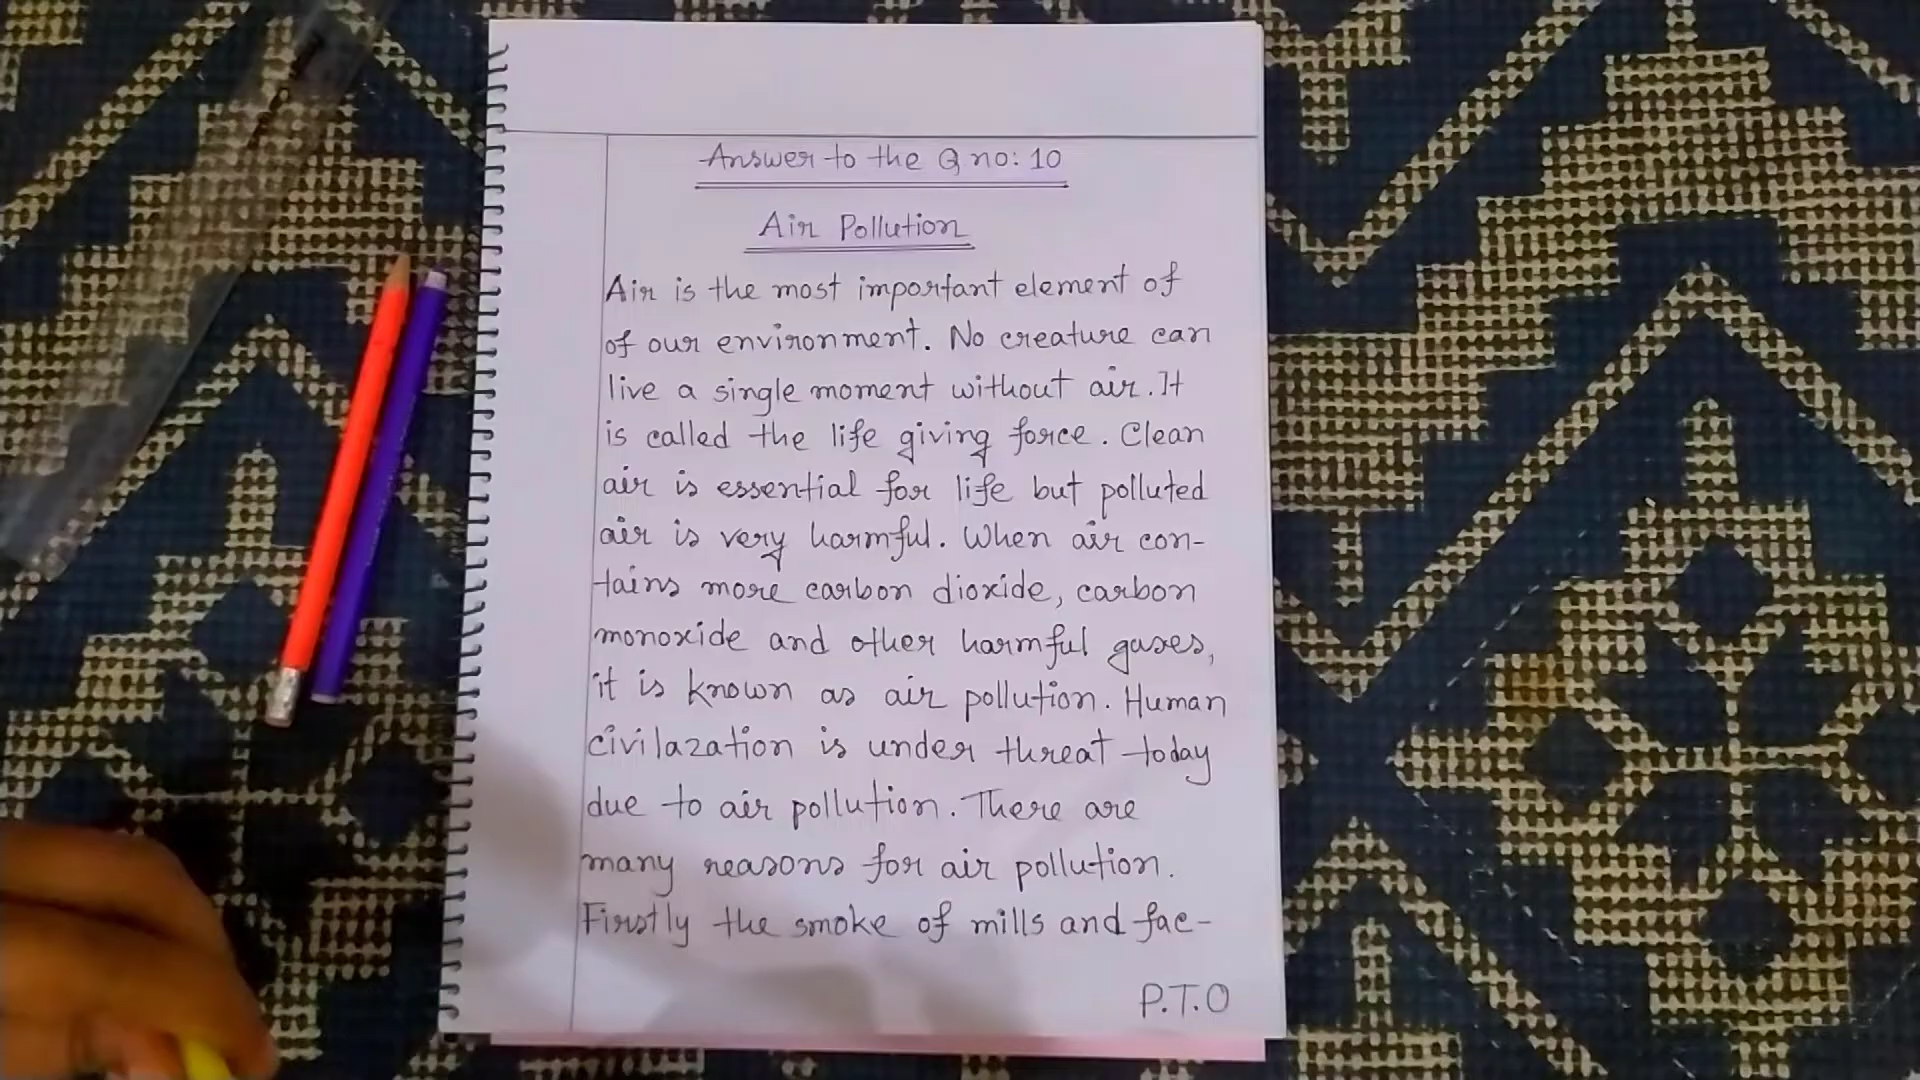 Answer to the Q no: 10
Air Pollution
Air is the most important element of
of our environment. No creature can
live a single moment without air. It
is called the life giving force. Clean
air is essential for life but polluted
air is very harmful. When air con-
tains more carbon dioxide, carbon
monoxide and other harmful gases,
it is known as air pollution. Human
civilazation is under threat today
due to air pollution. There are
many reasons for air pollution.
Firstly the smoke of mills and fac-
P.T.O